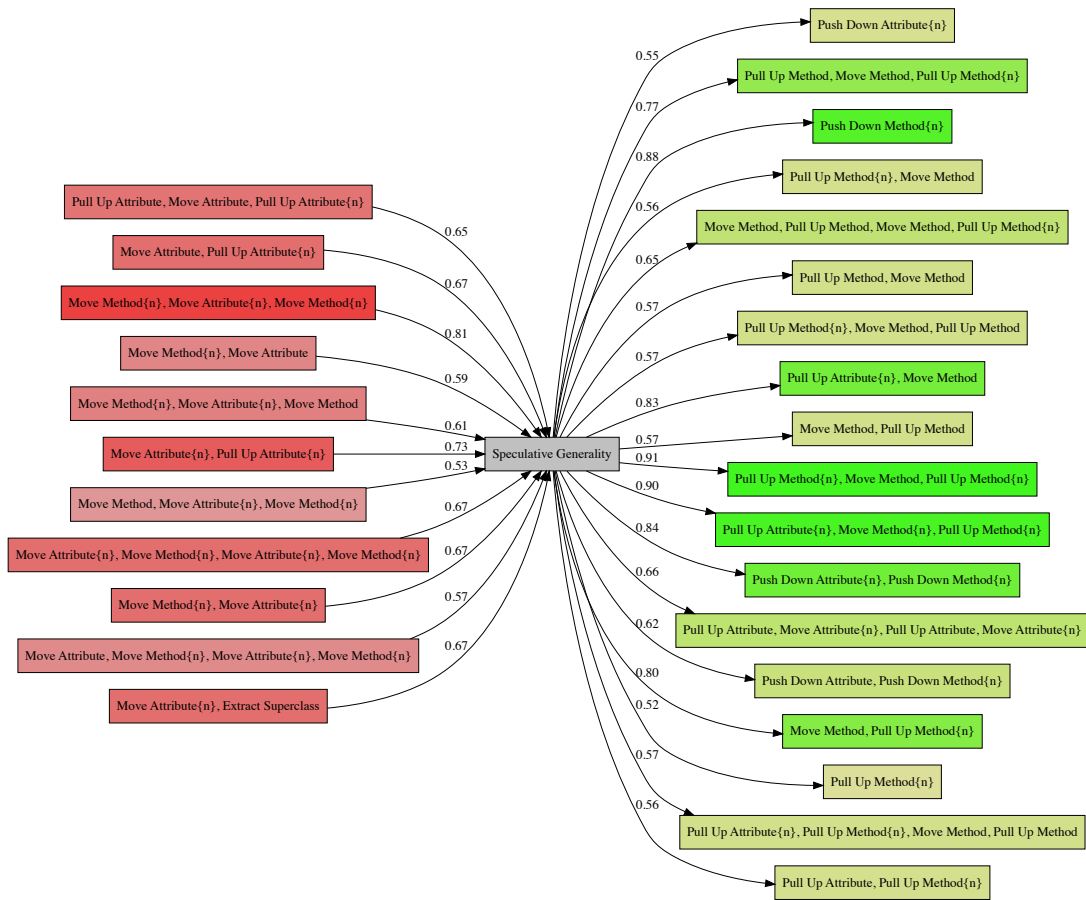 Pull Up Attribute, Move Attribute, Pull Up Attribute{n}
Move Attribute, Pull Up Attribute{n}
Move Method{n}, Move Attribute{n}, Move Method{n}
Move Method{n}, Move Attribute
Move Method{n}, Move Attribute{n}, Move Method
Move Attribute{n}, Pull Up Attribute{n}
Move Method, Move Attribute{n}, Move Method{n}
Move Attribute{n}, Move Method{n}, Move Attribute{n}, Move Method{n}
Move Method{n}, Move Attribute{n}
Move Attribute, Move Method{n}, Move Attribute{n}, Move Method{n}
Move Attribute{n}, Extract Superclass
0.65
0.67
0.81
0.59
0.61
0.73
0.53
0.67
0.67
0.57
0.67
Speculative Generality
0.55
0.77
0.88
0.56
0.65
0.57
0.57
0.83
0.57
0.91
0.90
0.84
0.66
0.62
0.80
0.52
0.57
0.56
Push Down Attribute{n}
Pull Up Method, Move Method, Pull Up Method{n}
Push Down Method{n}
Pull Up Method{n}, Move Method
Move Method, Pull Up Method, Move Method, Pull Up Method{n}
Pull Up Method, Move Method
Pull Up Method{n}, Move Method, Pull Up Method
Pull Up Attribute{n}, Move Method
Move Method, Pull Up Method
Pull Up Method{n}, Move Method, Pull Up Method{n}
Pull Up Attribute{n}, Move Method{n}, Pull Up Method{n}
Push Down Attribute{n}, Push Down Method{n}
Pull Up Attribute, Move Attribute{n}, Pull Up Attribute, Move Attribute{n}
Push Down Attribute, Push Down Method{n}
Move Method, Pull Up Method{n}
Pull Up Method{n}
Pull Up Attribute{n}, Pull Up Method{n}, Move Method, Pull Up Method
Pull Up Attribute, Pull Up Method{n}